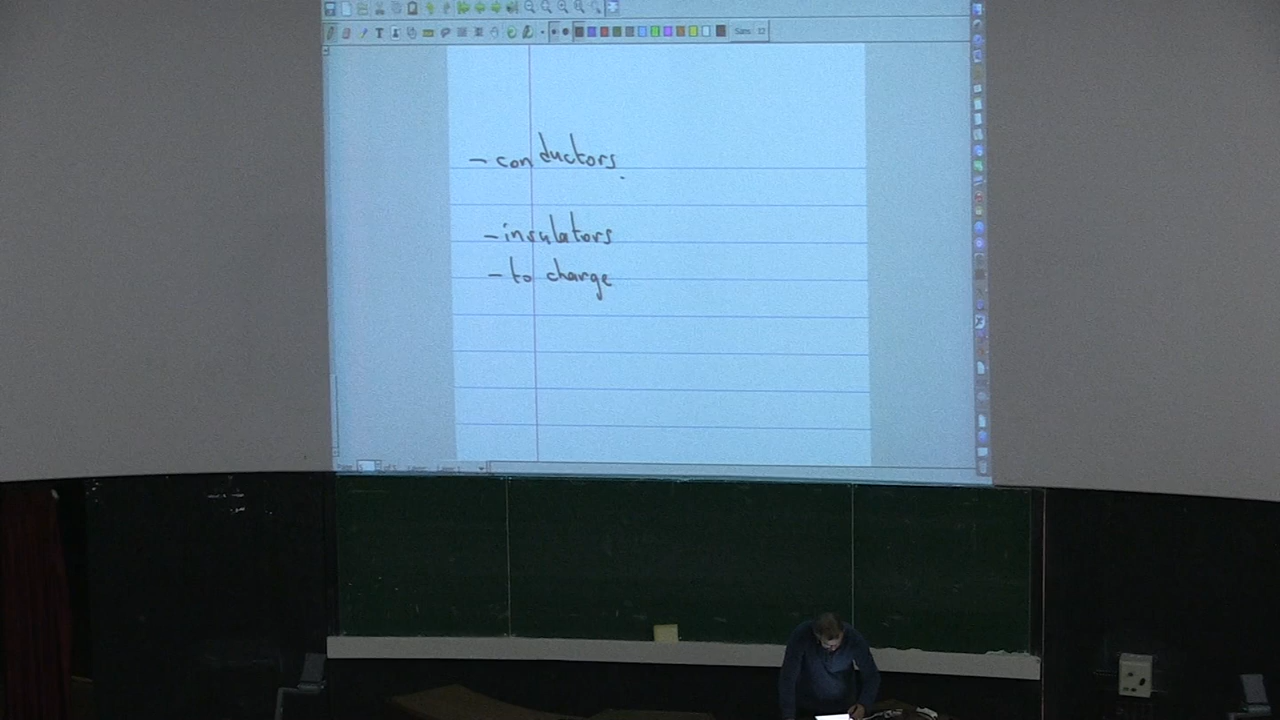 - conductors
- insulators
- to charge